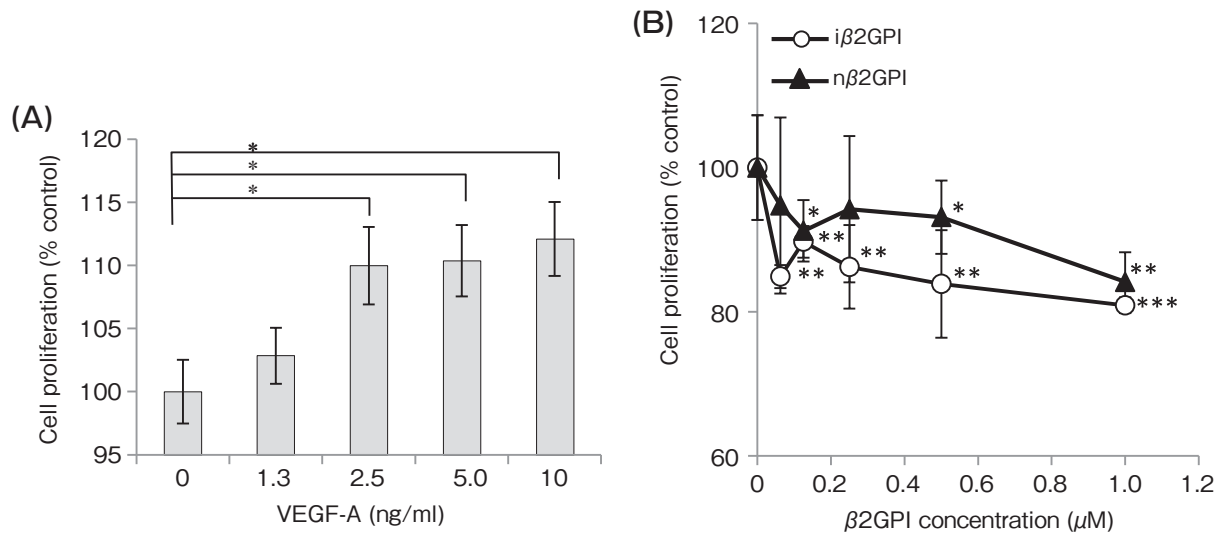 (A)
Cell proliferation (% control)
120
115
110
105
100
95
*
*
*
0 1.3 2.5 5.0 10
VEGF-A (ng/ml)
(B)
Cell proliferation (% control)
120
100
80
60
iβ2GPI
nβ2GPI
*
**
**
**
*
**
**
***
0 0.2 0.4 0.6 0.8 1.0 1.2
β2GPI concentration (μM)